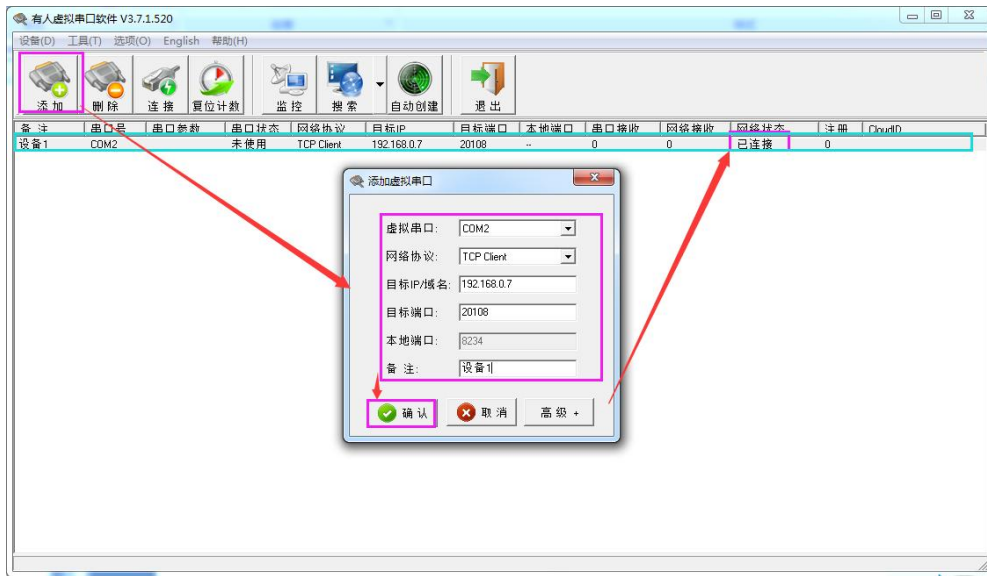 有人虚拟串口软件 V3.7.1.520
设备(D) 工具(T) 选项(O) English 帮助(H)
添加 删除 连接 复位计数 监控 搜索 自动创建 退出
备注 串口号 串口参数 串口状态 网络协议 目标IP 目标端口 本地端口 串口接收 网络接收 网络状态 注册 CloudID
设备1 COM2 未使用 TCP Client 192.168.0.7 20108 -- 0 0 已连接 0
添加虚拟串口
虚拟串口: COM2
网络协议: TCP Client
目标IP/域名: 192.168.0.7
目标端口: 20108
本地端口: 8234
备 注: 设备1
确认 取消 高级 +